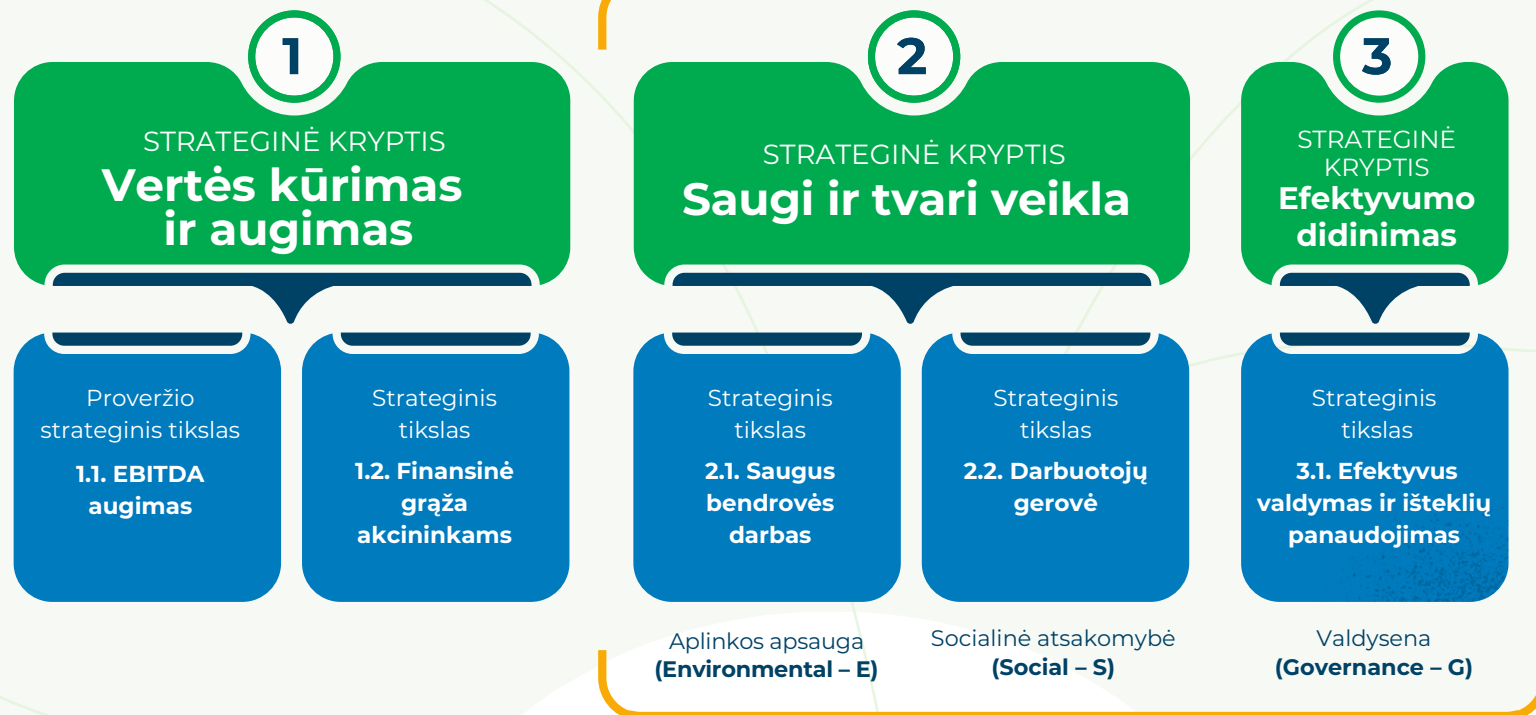 1
STRATEGINĖ KRYPTIS
Vertės kūrimas
ir augimas
Proveržio
strateginis tikslas
1.1. EBITDA
augimas
Strateginis
tikslas
1.2. Finansinė
grąža
akcininkams
2
STRATEGINĖ KRYPTIS
Saugi ir tvari veikla
Strateginis
tikslas
2.1. Saugus
bendrovės
darbas
Aplinkos apsauga
(Environmental – E)
Strateginis
tikslas
2.2. Darbuotojų
gerovė
Socialinė atsakomybė
(Social – S)
3
STRATEGINĖ
KRYPTIS
Efektyvumo
didinimas
Strateginis
tikslas
3.1. Efektyvus
valdymas ir išteklių
panaudojimas
Valdysena
(Governance – G)